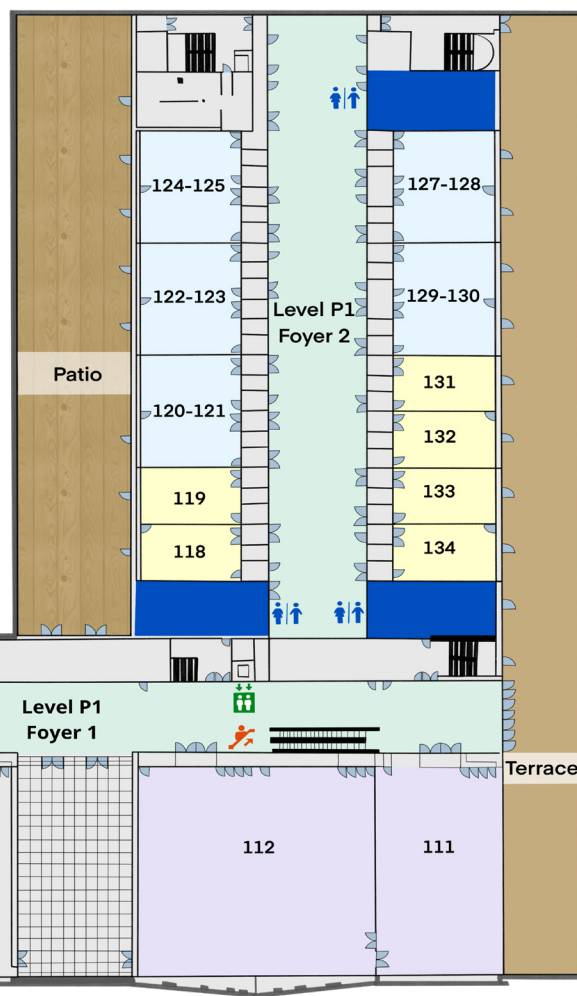 124-125
127-128
122-123
129-130
Level P1
Foyer 2
Patio
131
120-121
132
119
133
118
134
Level P1
Foyer 1
Terrace
112
111